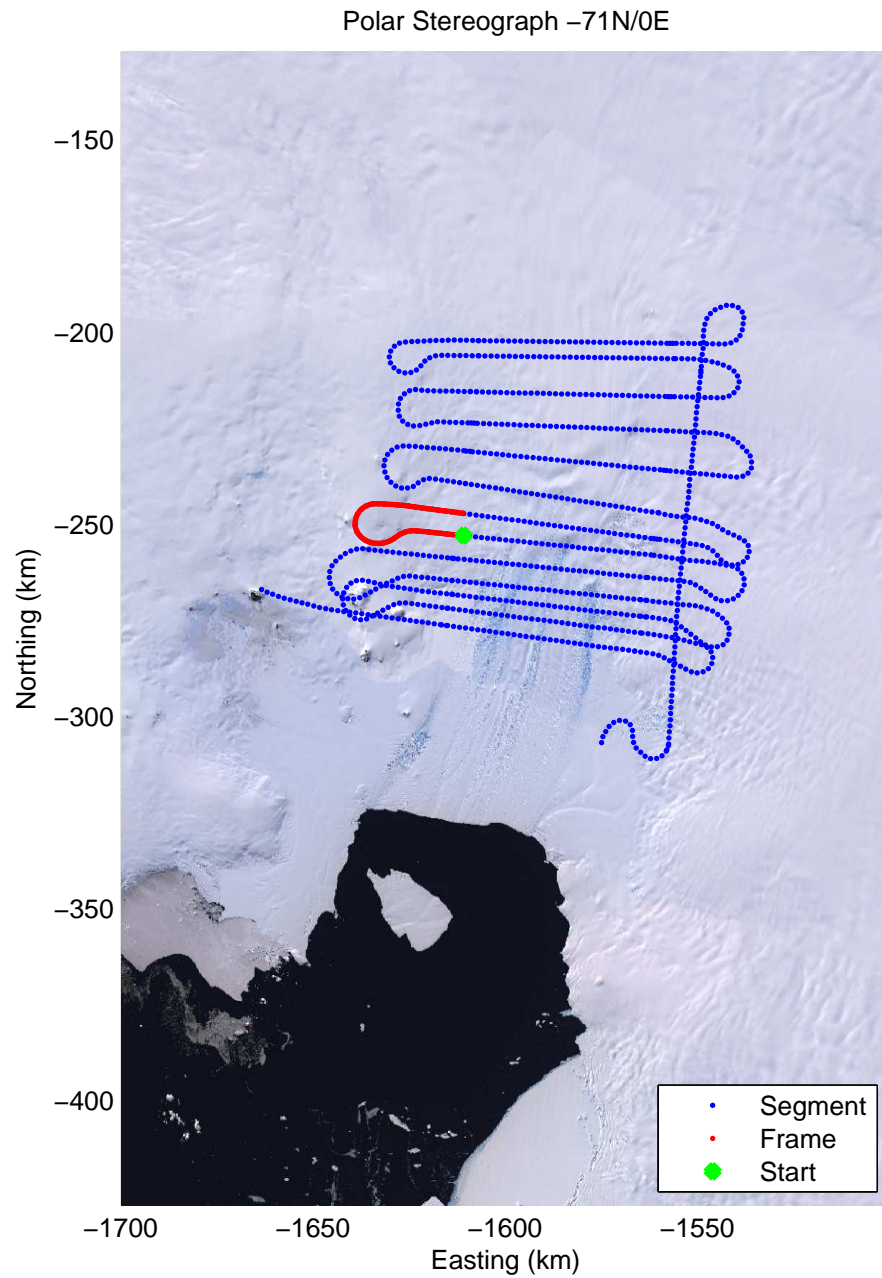 Polar Stereograph −71N/0E
−150
−200
−250
−300
−350
−400
Northing (km)
−1700
−1650
−1600
−1550
Easting (km)
Segment
Frame
Start